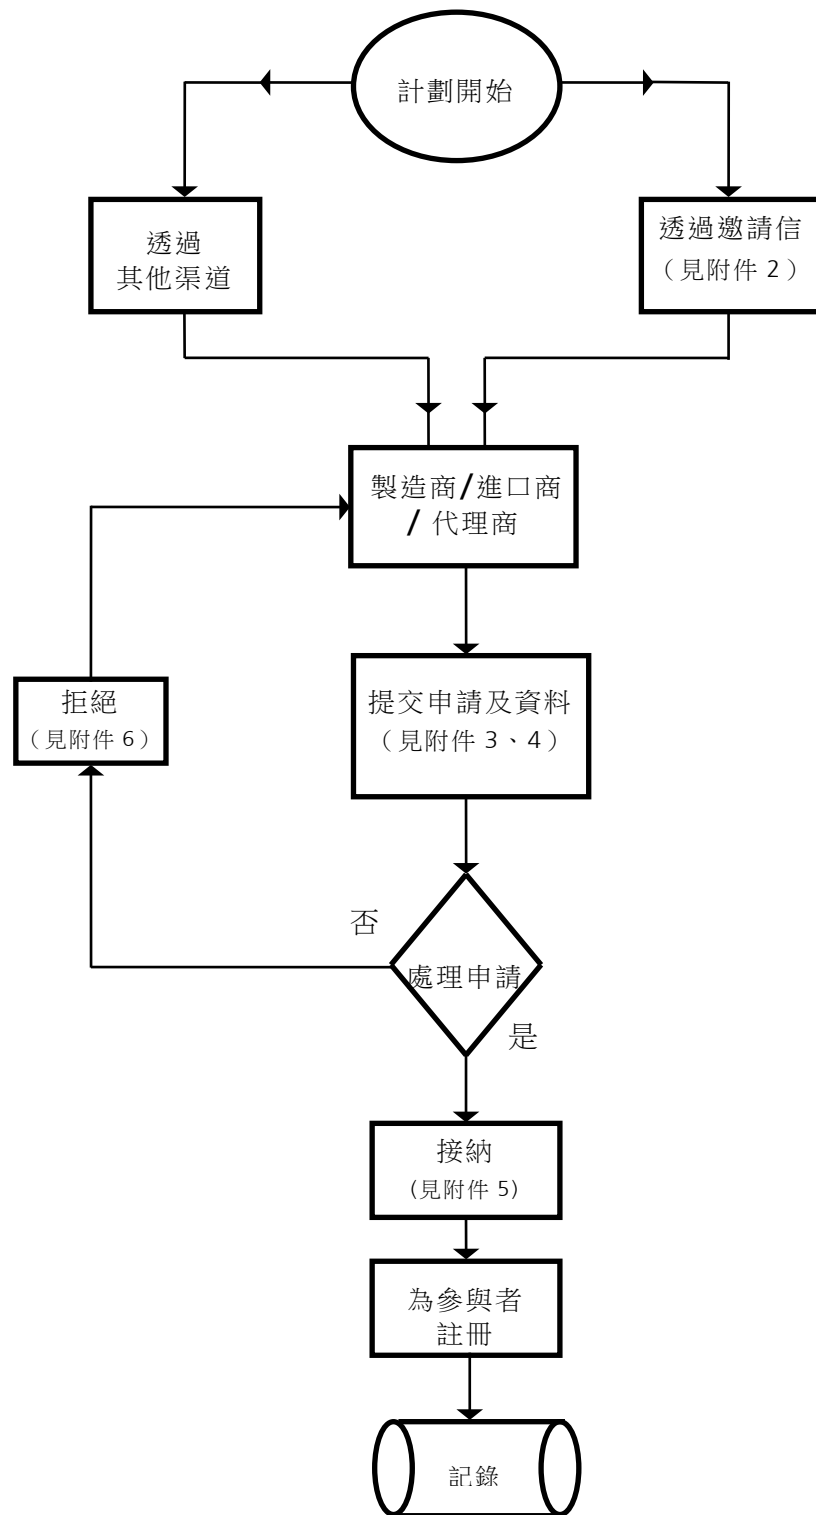 計劃開始
透過
其他渠道
透過邀請信
（見附件 2）
製造商/進口商
/ 代理商
拒絕
（見附件 6）
提交申請及資料
（見附件 3、4）
否
處理申請
是
接納
(見附件 5)
為參與者
註冊
記錄